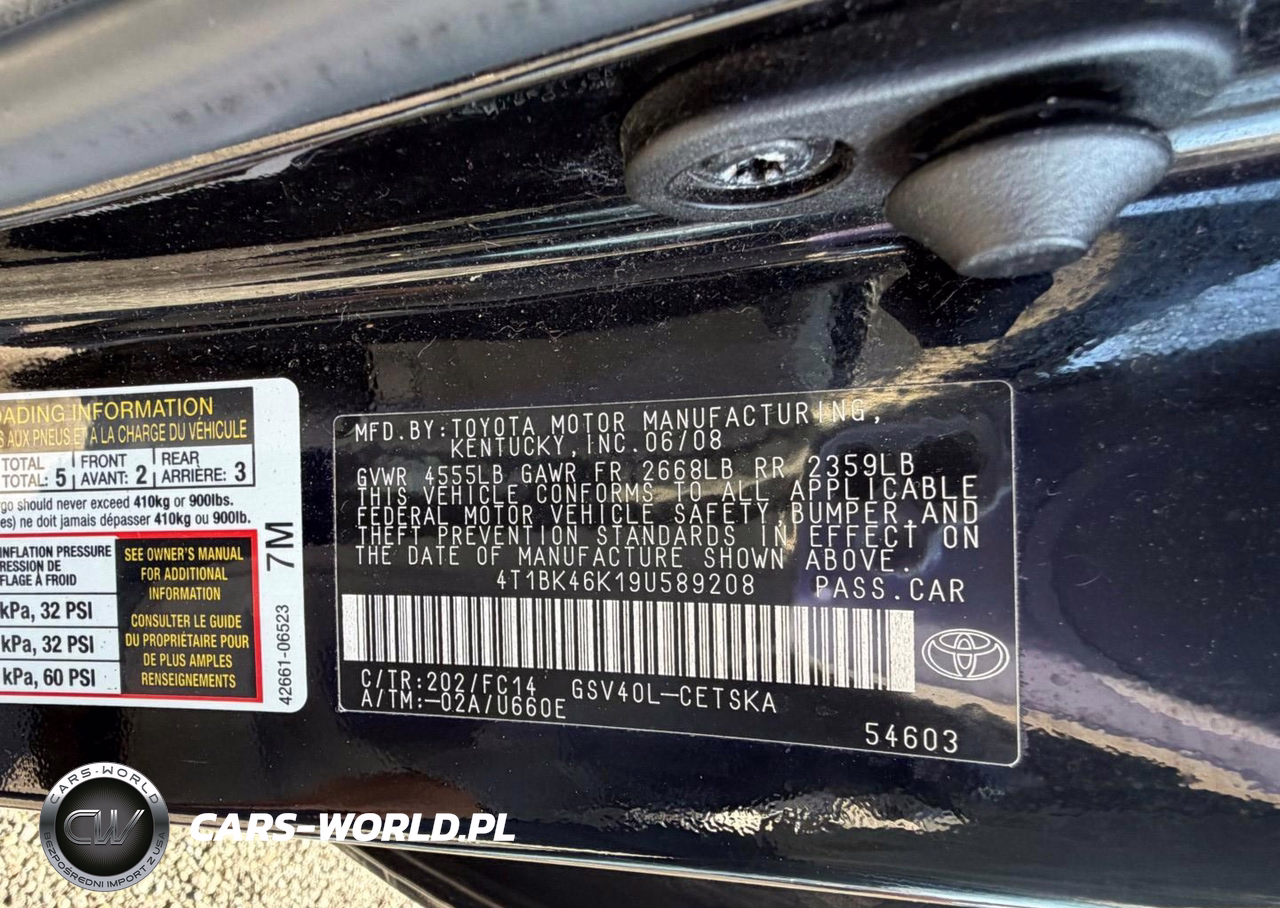 OADING INFORMATION
S AUX PNEUS ET A LA CHARGE DU VÉHICULE
TOTAL FRONT REAR
TOTAL: 5 AVANT: 2 ARRIÈRE: 3
go should never exceed 410kg or 900lbs.
es) ne doit jamais dépasser 410kg ou 900lb.
INFLATION PRESSURE
RESSION DE
FLAGE À FROID
kPa, 32 PSI
kPa, 32 PSI
kPa, 60 PSI
SEE OWNER'S MANUAL
FOR ADDITIONAL
INFORMATION
CONSULTER LE GUIDE
DU PROPRIÉTAIRE POUR
DE PLUS AMPLES
RENSEIGNEMENTS
7M
42661-06523
MFD.BY:TOYOTA MOTOR MANUFACTURING,
KENTUCKY, INC.06/08
GVWR 4555LB GAWR FR 2668LB RR 2359LB
THIS VEHICLE CONFORMS TO ALL APPLICABLE
FEDERAL MOTOR VEHICLE SAFETY,BUMPER,AND
THEFT PREVENTION STANDARDS IN EFFECT ON
THE DATE OF MANUFACTURE SHOWN ABOVE.
4T1BK46K19U589208 PASS.CAR
C/TR:202/FC14 GSV40L-CETSKA
A/TM:-02A/U660E
54603
CARS-WORLD
CW
BEZPOŚREDNI IMPORT Z USA
CARS-WORLD.PL